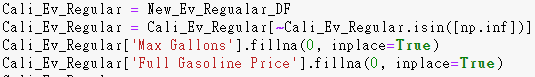 Cali_Ev_Regular = New_Ev_Regualar_DF
Cali_Ev_Regular = Cali_Ev_Regular[~Cali_Ev_Regular.isin([np.inf])]
Cali_Ev_Regular['Max Gallons'].fillna(0, inplace=True)
Cali_Ev_Regular['Full Gasoline Price'].fillna(0, inplace=True)